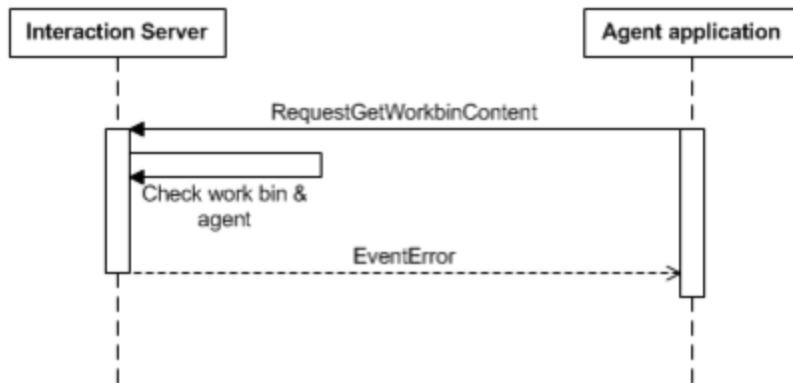 Interaction Server
Agent application
RequestGetWorkbinContent
Check work bin &
agent
EventError